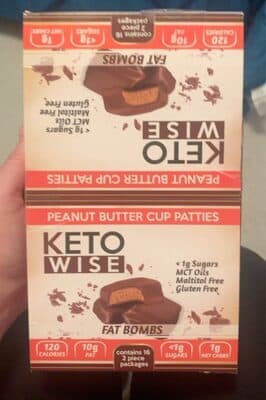 120
CALORIES
10g
FAT
contains 16
2 piece
packages
<1g
SUGARS
1g
NET CARBS
FAT BOMBS
<1g Sugars
MCT Oils
Maltitol Free
Gluten Free
KETO
WISE
PEANUT BUTTER CUP PATTIES
PEANUT BUTTER CUP PATTIES
KETO
WISE
<1g Sugars
MCT Oils
Maltitol Free
Gluten Free
FAT BOMBS
120
CALORIES
10g
FAT
contains 16
2 piece
packages
<1g
SUGARS
1g
NET CARBS